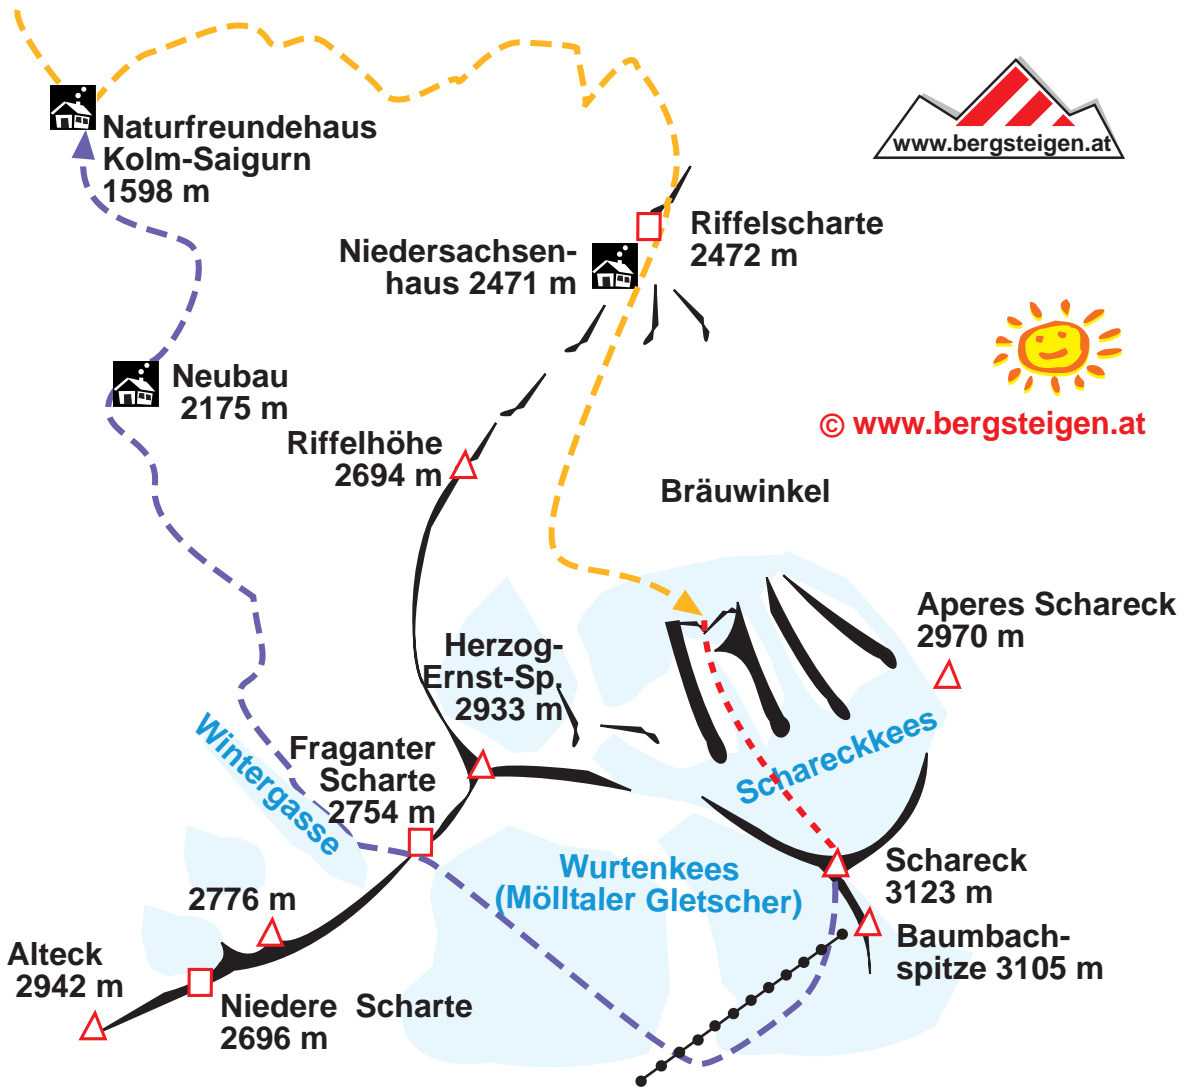 Naturfreundehaus
Kolm-Saigurn
1598 m
www.bergsteigen.at
Riffelscharte
2472 m
Niedersachsen-
haus 2471 m
Neubau
2175 m
© www.bergsteigen.at
Riffelhöhe
2694 m
Bräuwinkel
Aperes Schareck
2970 m
Herzog-
Ernst-Sp.
2933 m
Wintergasse
Fraganter
Scharte
2754 m
Schareckkees
Wurtenkees
(Mölltaler Gletscher)
Schareck
3123 m
2776 m
Baumbach-
spitze 3105 m
Alteck
2942 m
Niedere Scharte
2696 m